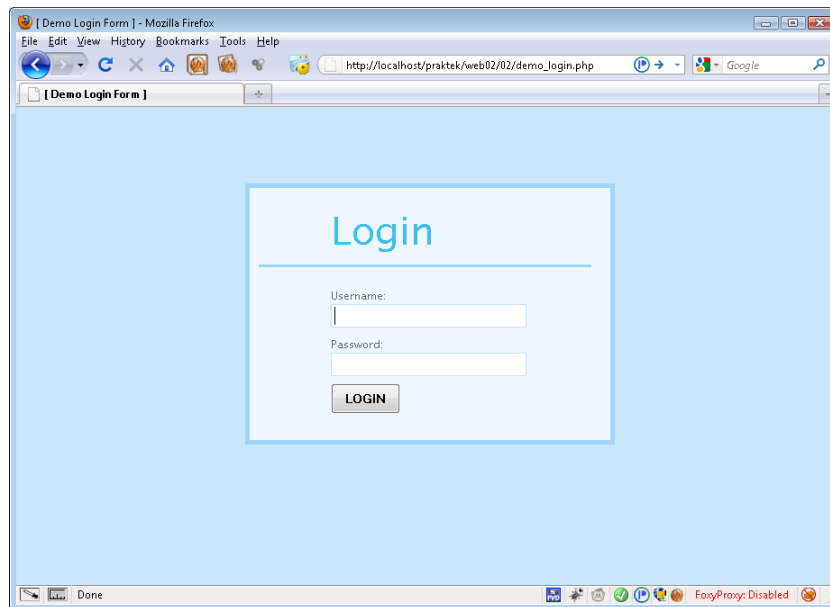 [ Demo Login Form ] - Mozilla Firefox
File Edit View History Bookmarks Tools Help
http://localhost/praktek/web02/02/demo_login.php
Google
[ Demo Login Form ]
Login
Username:
Password:
LOGIN
Done
FoxyProxy: Disabled